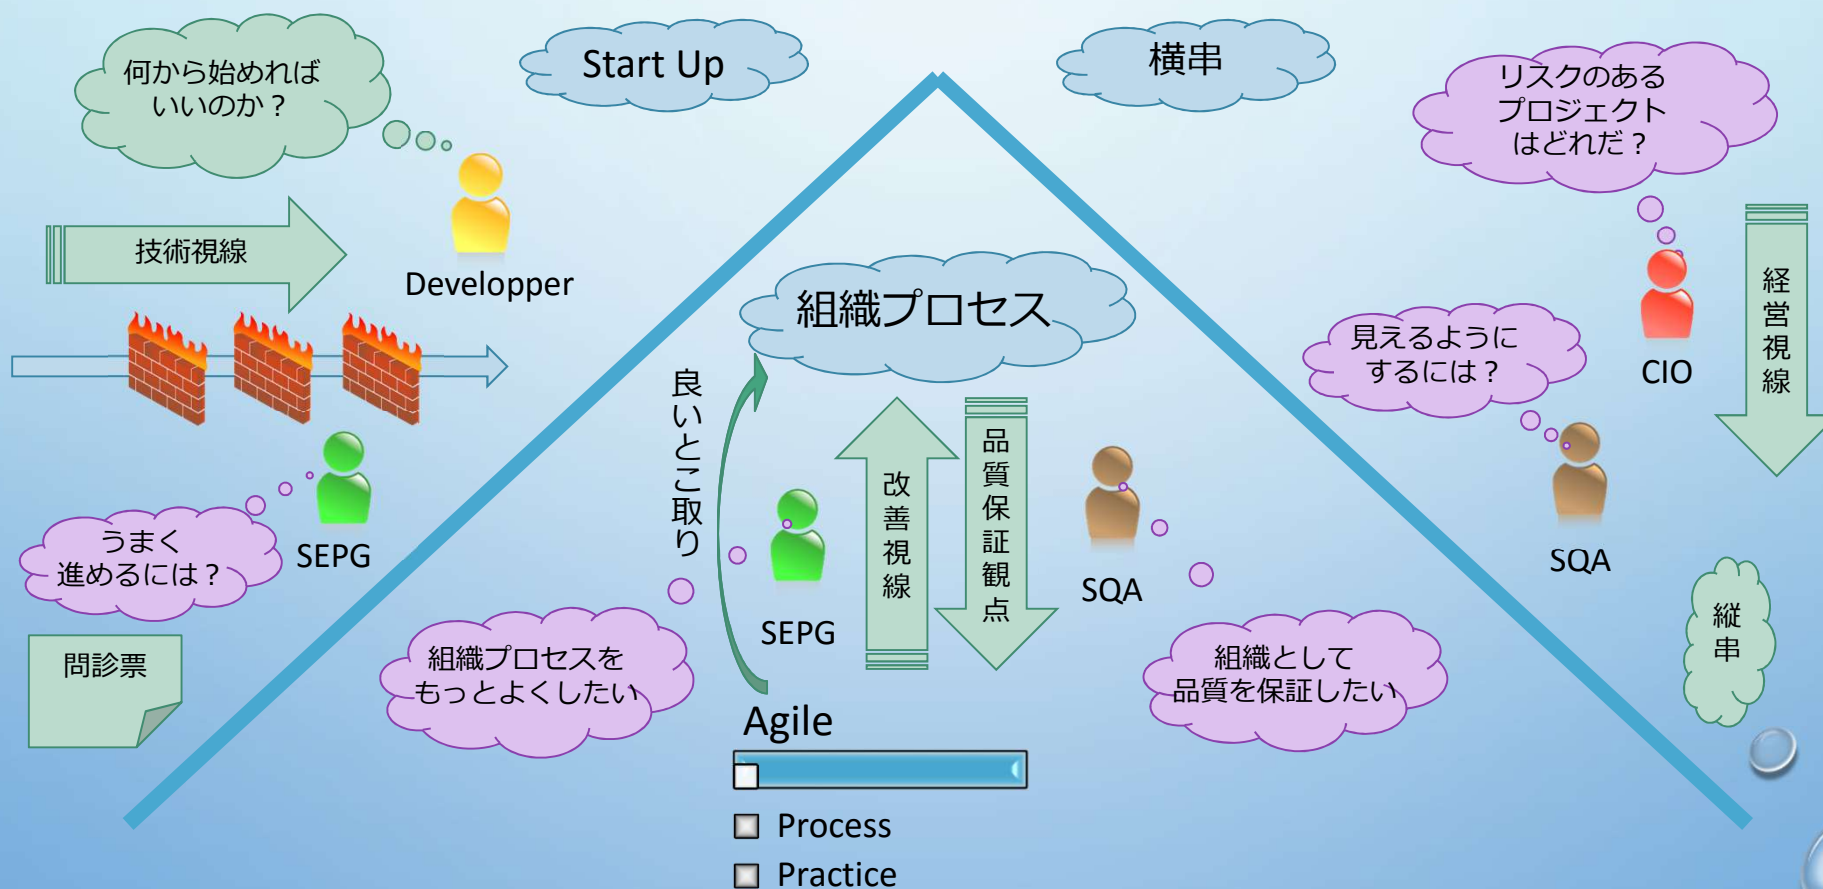 何から始めれば
いいのか？
Start Up
横串
リスクのある
プロジェクト
はどれだ？
技術視線
Developper
組織プロセス
経営視線
見えるように
するには？
CIO
良いとこ取り
改善視線
品質保証観点
うまく
進めるには？
SEPG
SEPG
SQA
SQA
問診票
組織プロセスを
もっとよくしたい
組織として
品質を保証したい
縦串
Agile
Process
Practice